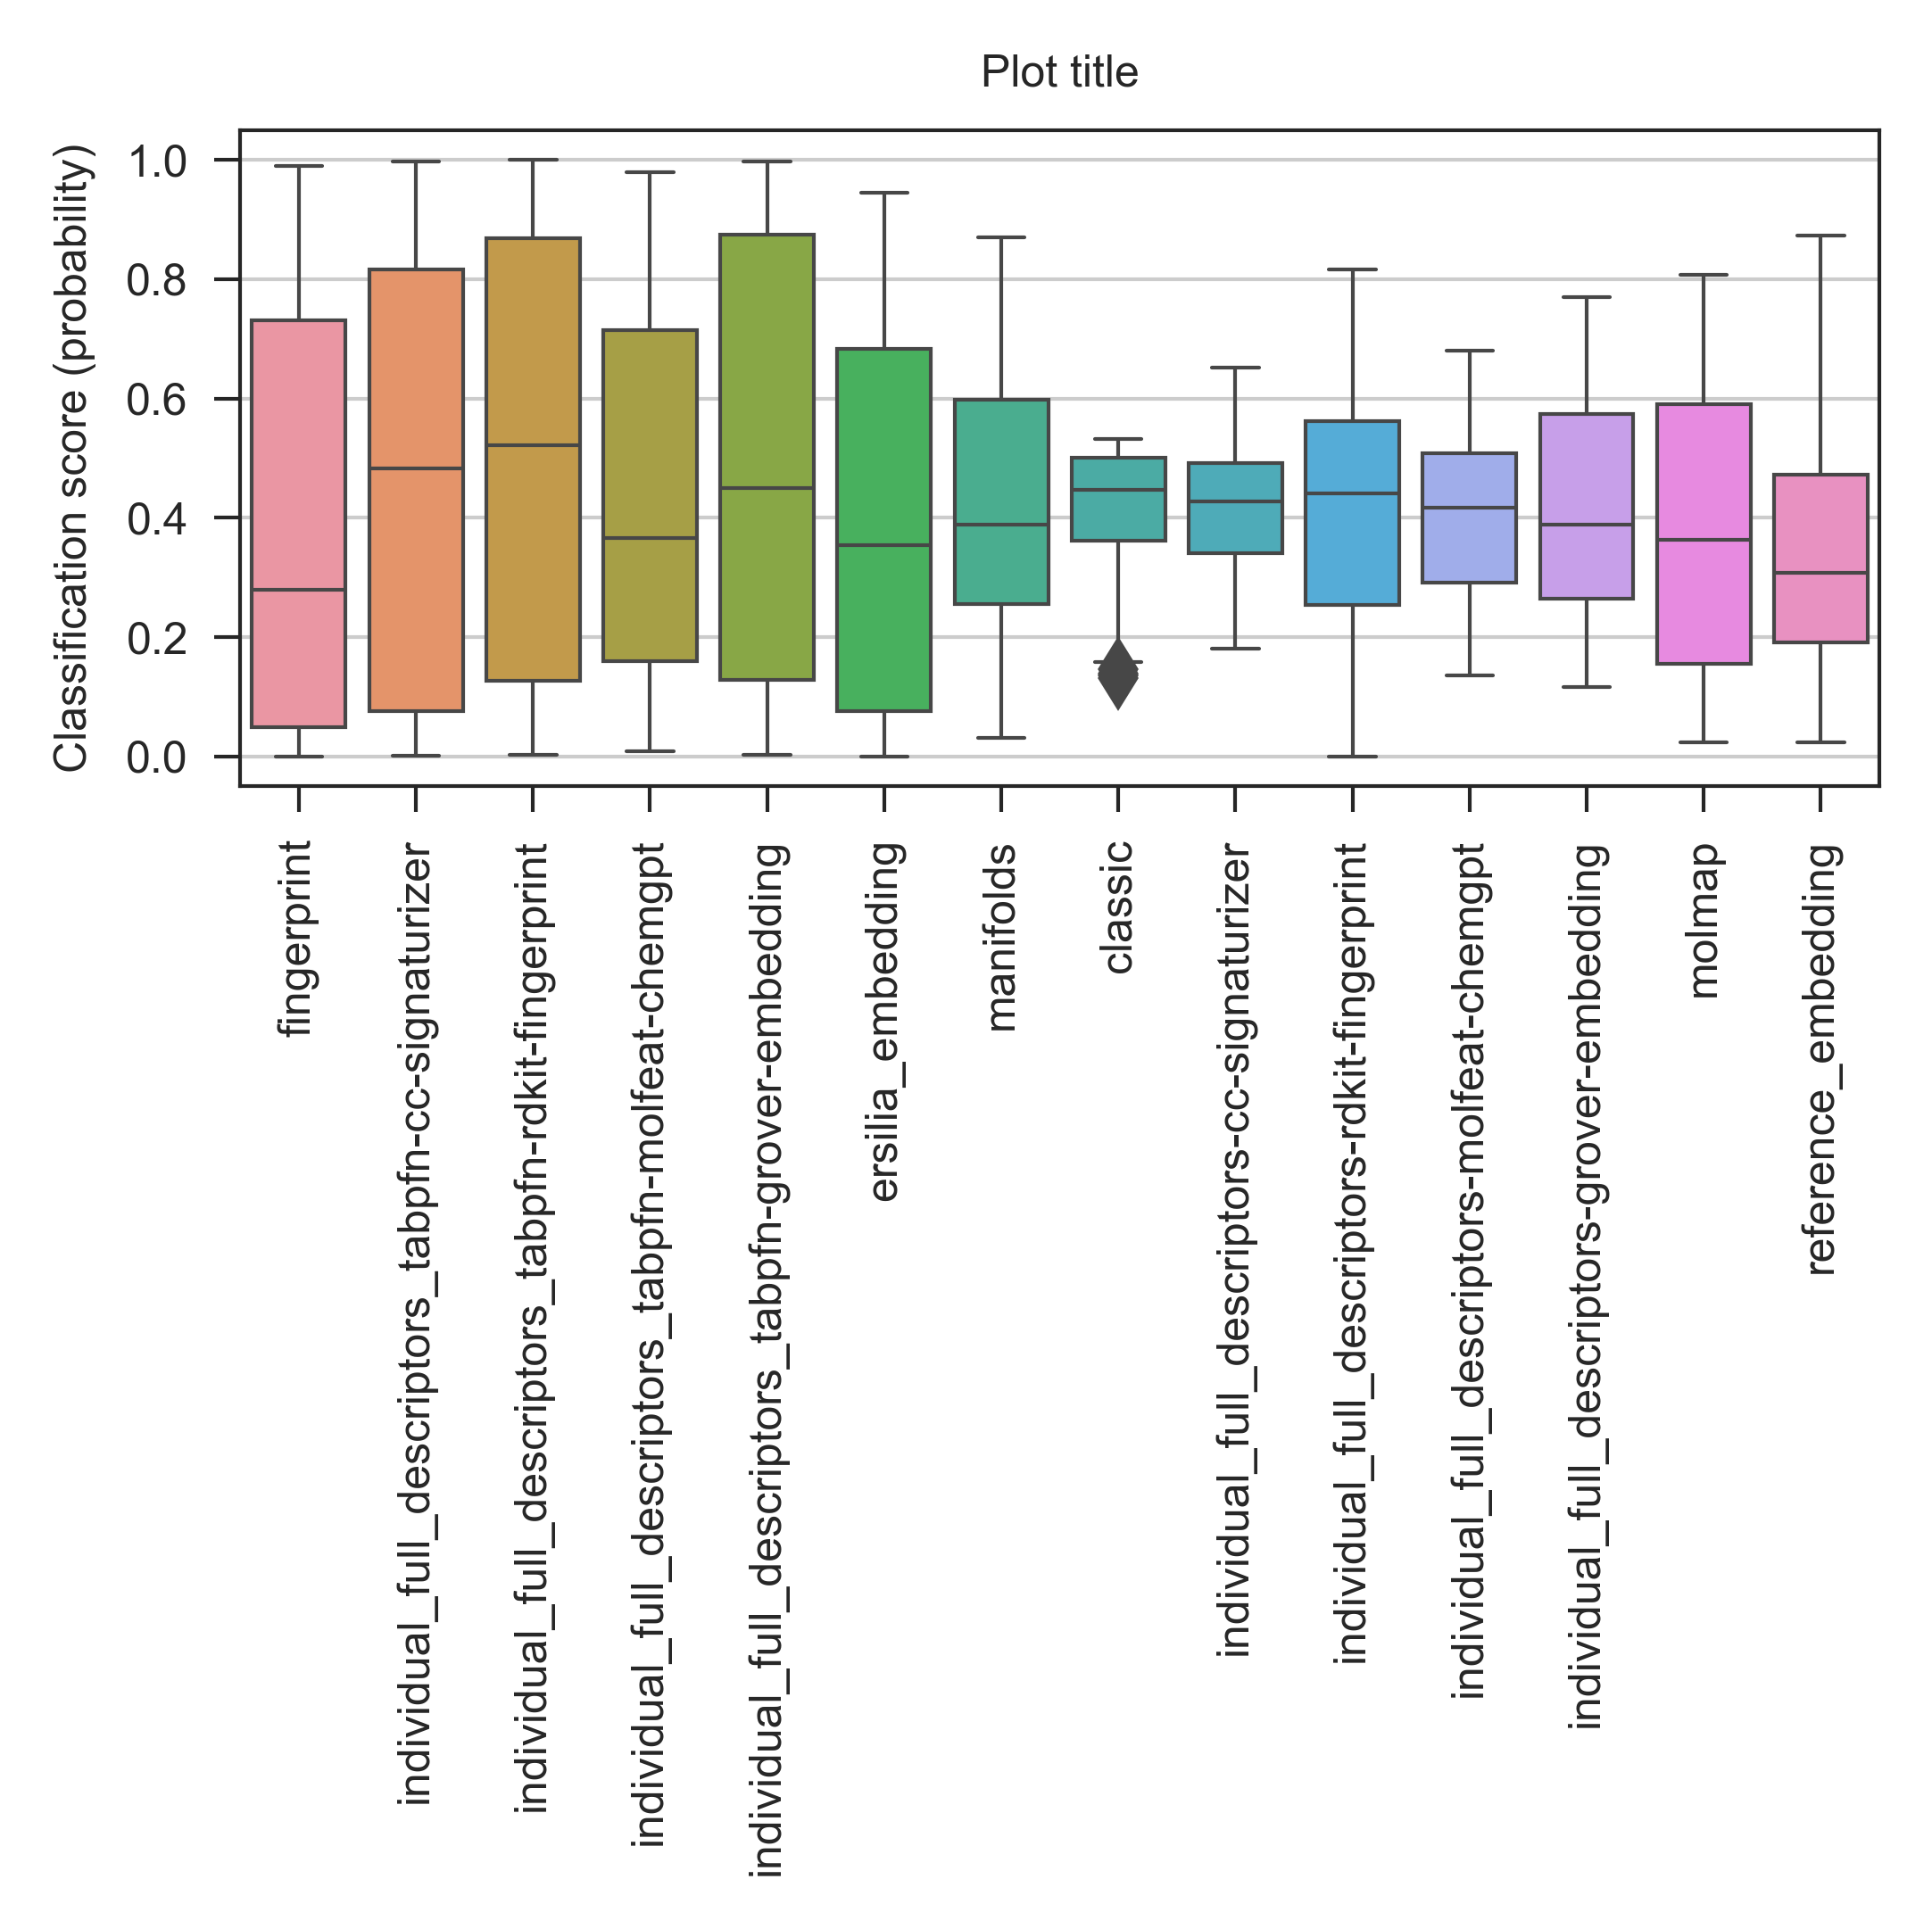 Plot title
Classification score (probability)
1.0
0.8
0.6
0.4
0.2
0.0
fingerprint
individual_full_descriptors_tabpfn-cc-signaturizer
individual_full_descriptors_tabpfn-rdkit-fingerprint
individual_full_descriptors_tabpfn-molfeat-chemgpt
individual_full_descriptors_tabpfn-grover-embedding
ersilia_embedding
manifolds
classic
individual_full_descriptors-cc-signaturizer
individual_full_descriptors-rdkit-fingerprint
individual_full_descriptors-molfeat-chemgpt
individual_full_descriptors-grover-embedding
molmap
reference_embedding